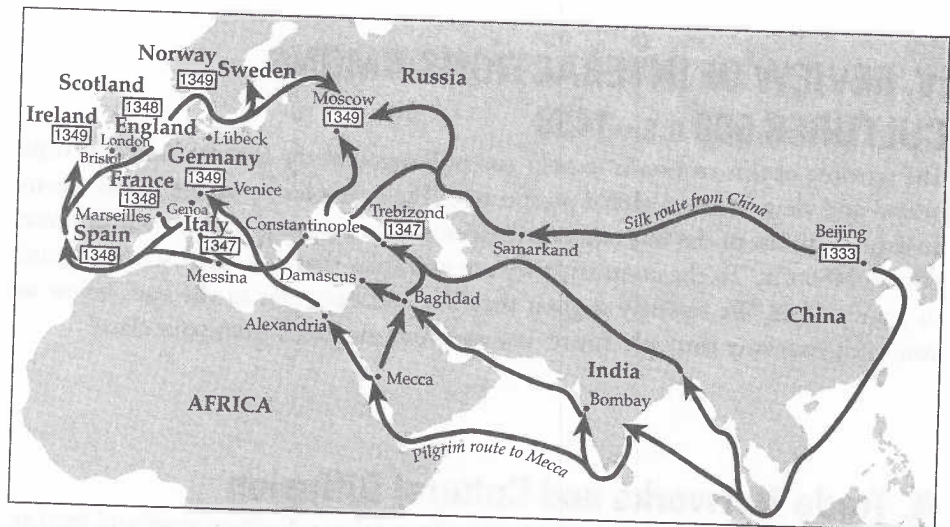 Norway
1349
Sweden
Russia
Scotland
1348
Moscow
1349
Ireland
1349
England
London
Lübeck
Bristol
Germany
1349
France
1348
Venice
Marseilles
Genoa
Italy
1347
Constantinople
Trebizond
1347
Silk route from China
Samarkand
Beijing
1333
Spain
1348
Messina
Damascus
Baghdad
Alexandria
China
Mecca
India
Bombay
AFRICA
Pilgrim route to Mecca